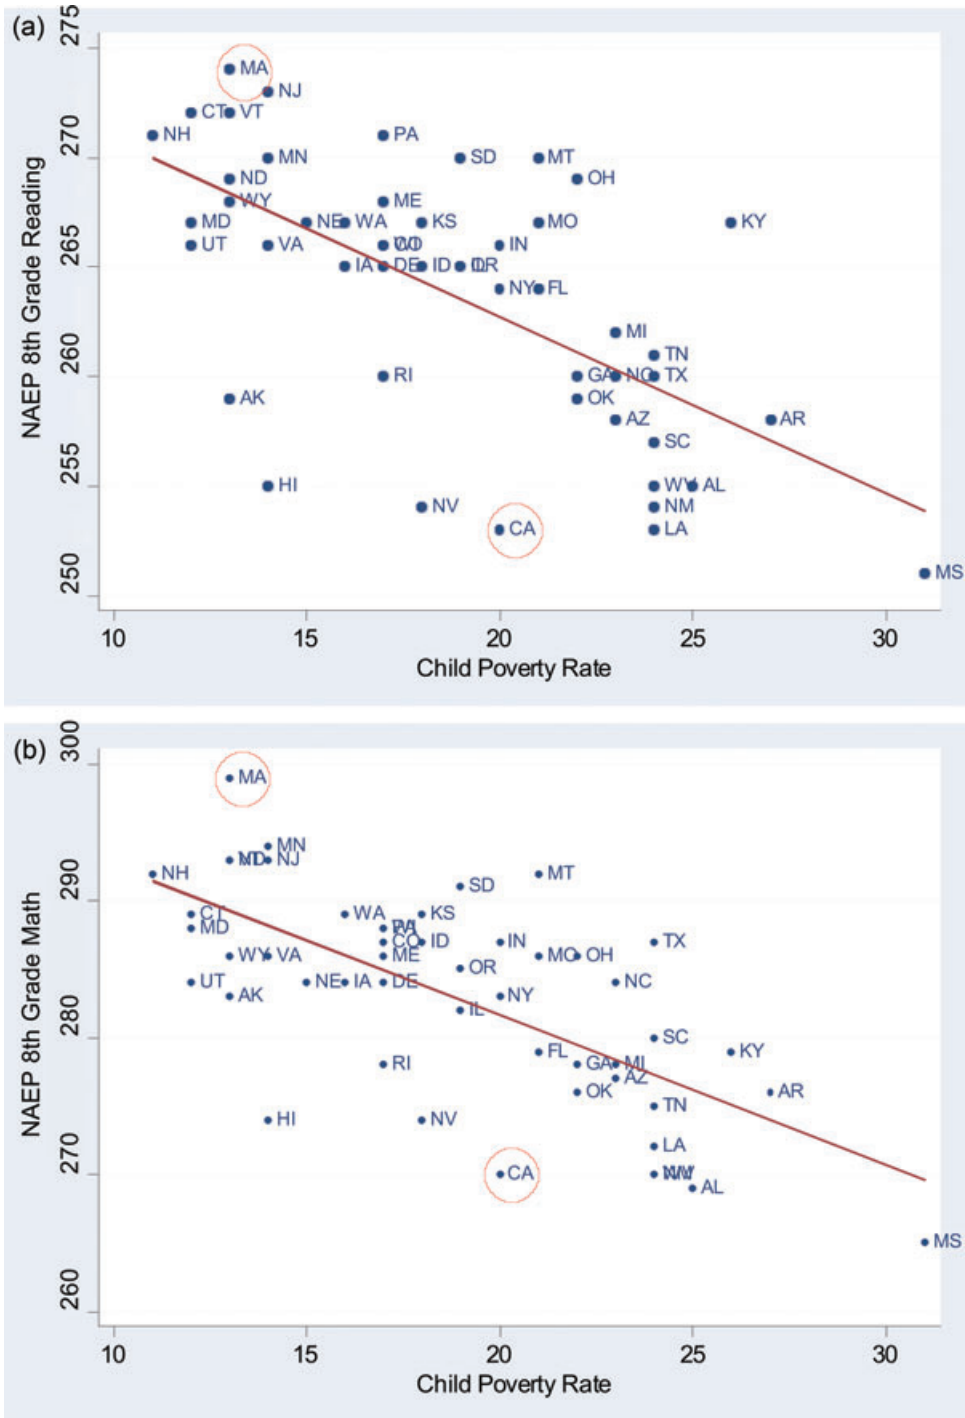 (a)
275
MA
NJ
CT VT
NH PA
270
MN SD MT
ND OH
WY ME
MD NE WA KS MO KY
UT VA CO IN
265
IA DE ID OR
NY FL
MI
TN
260
RI GA NC TX
AK OK
AZ AR
SC
255
HI WV AL
NV NM
CA LA
250
MS
NAEP 8th Grade Reading
10 15 20 25 30
Child Poverty Rate
(b)
300
MA
MN
ND NJ
NH MT
SD
290
CT WA KS
MD
CO ID IN TX
WY VA ME MO OH
OR
UT NE IA DE NC
AK NY
IL
280
SC
FL KY
RI GA MI
AZ
OK AR
TN
HI NV
LA
270
CA
AL
MS
260
NAEP 8th Grade Math
10 15 20 25 30
Child Poverty Rate